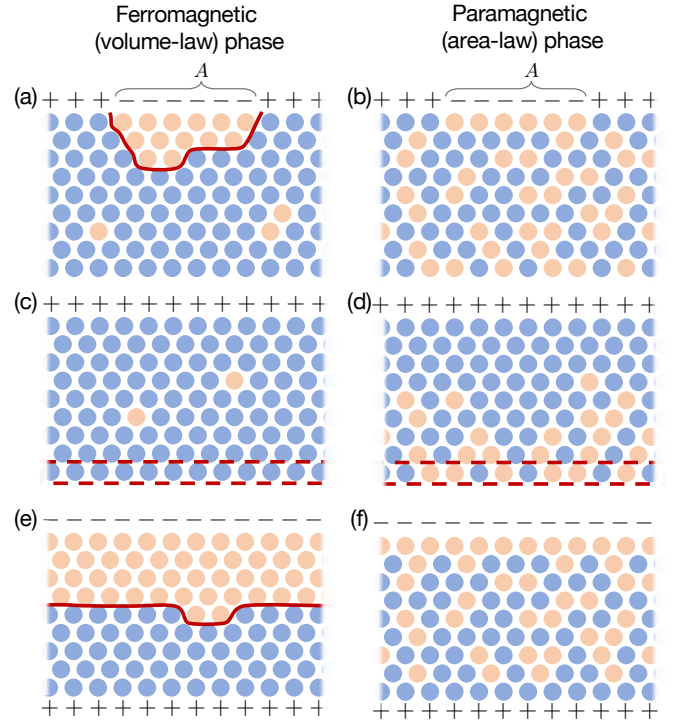 Ferromagnetic
(volume-law) phase
Paramagnetic
(area-law) phase
A
A
(a) + + + − − − − − − + + +
(b) + + + − − − − − − + + +
(c) + + + + + + + + + + + +
(d) + + + + + + + + + + + +
(e) − − − − − − − − − − − −
(f) − − − − − − − − − − − −
+ + + + + + + + + + + +
+ + + + + + + + + + + +